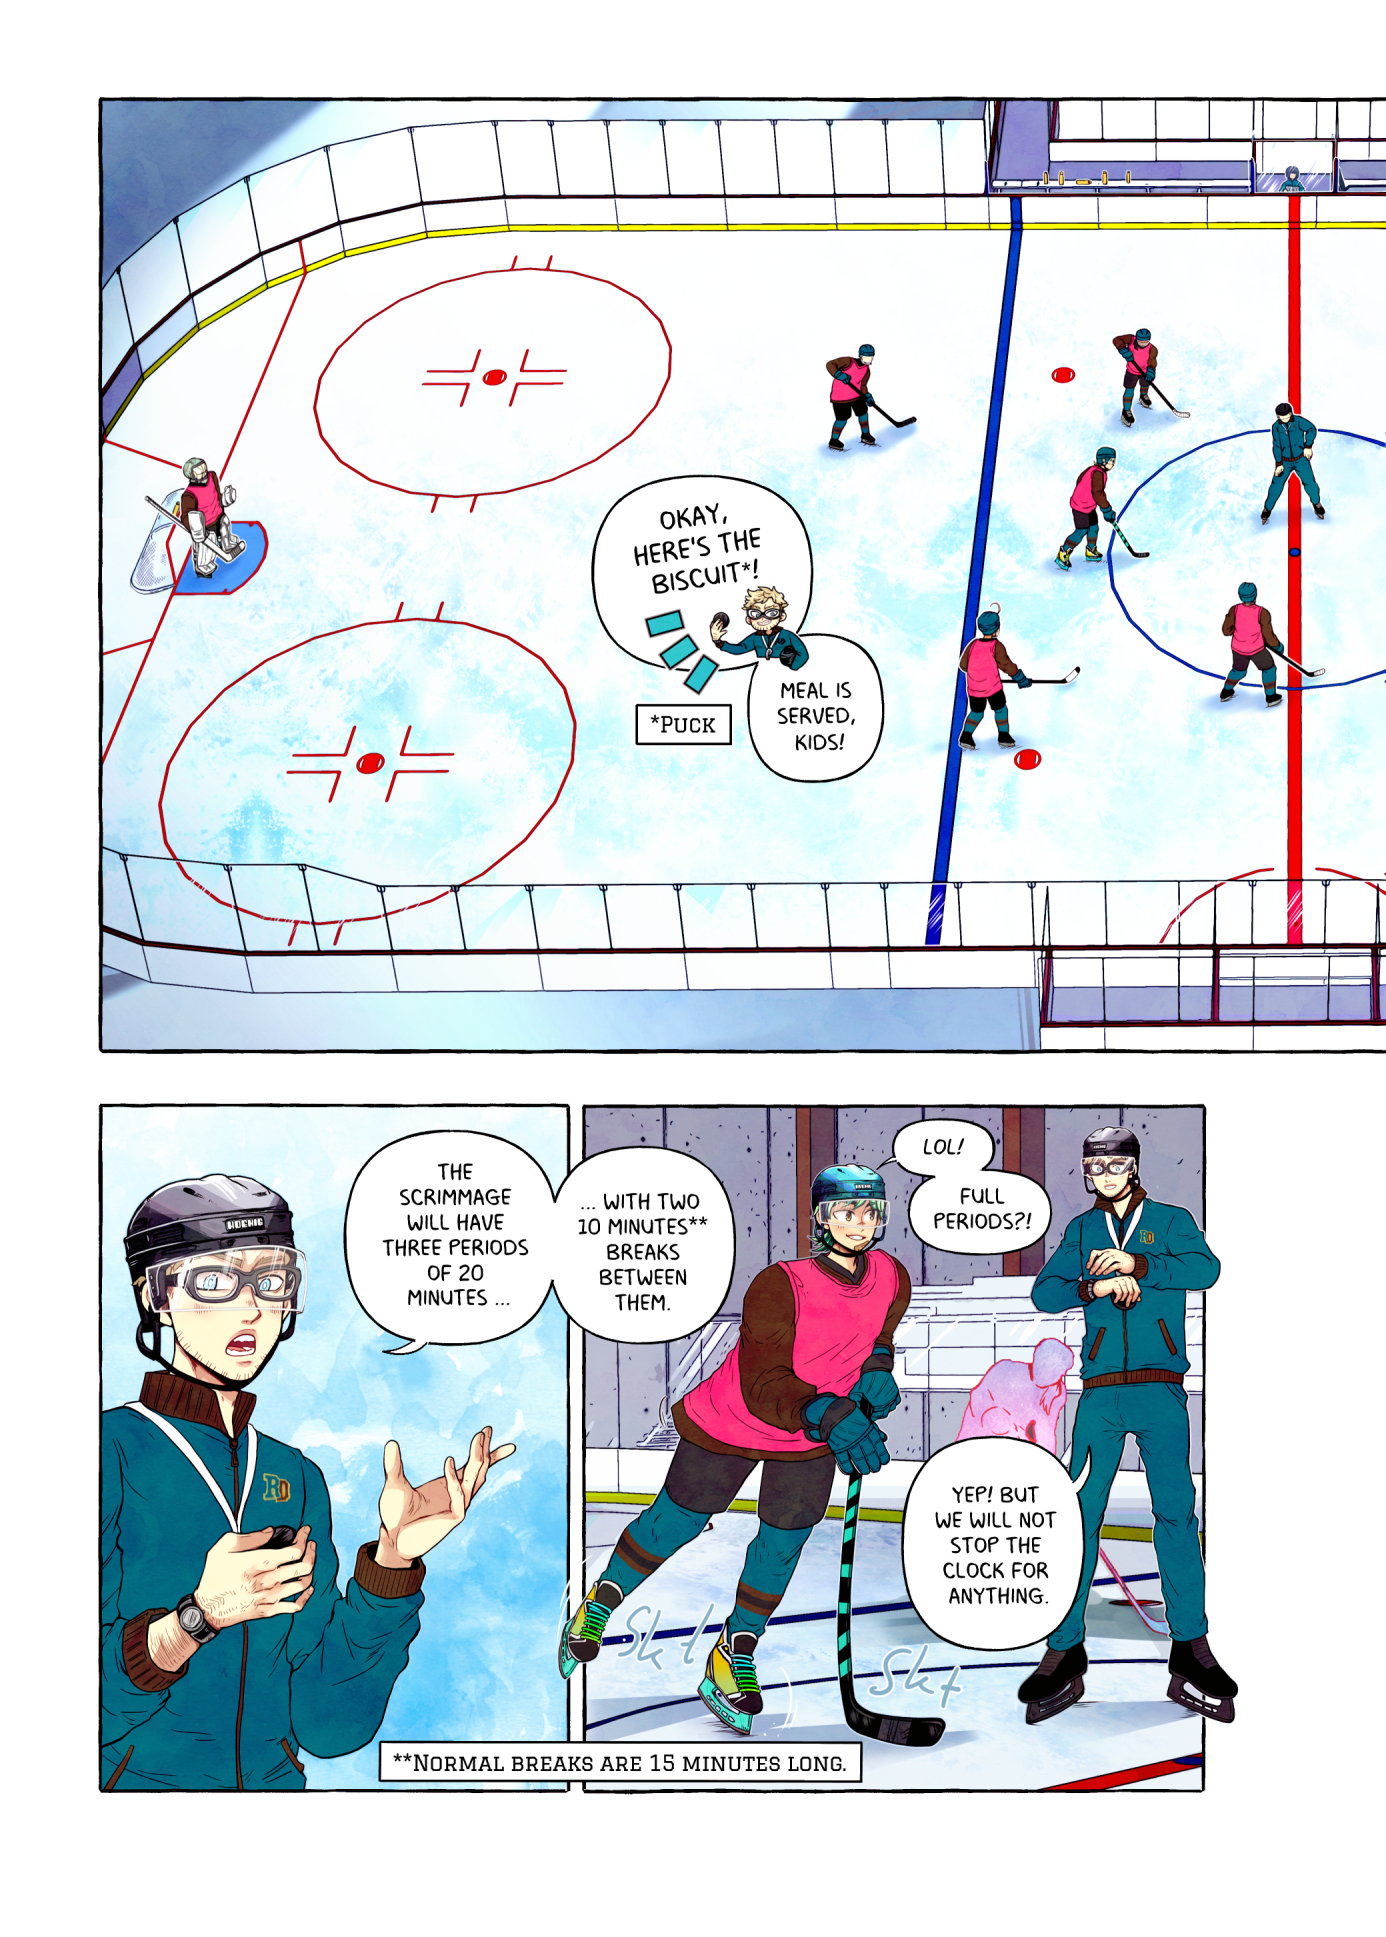 OKAY,
HERE'S THE
BISCUIT*!
*PUCK
MEAL IS
SERVED,
KIDS!
THE
SCRIMMAGE
WILL HAVE
THREE PERIODS
OF 20
MINUTES ...
... WITH TWO
10 MINUTES**
BREAKS
BETWEEN
THEM.
LOL!
FULL
PERIODS?!
YEP! BUT
WE WILL NOT
STOP THE
CLOCK FOR
ANYTHING.
RD
RD
Skt
Skt
**NORMAL BREAKS ARE 15 MINUTES LONG.